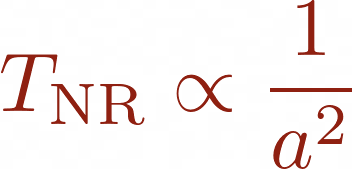 T_NR ∝ 1/a²